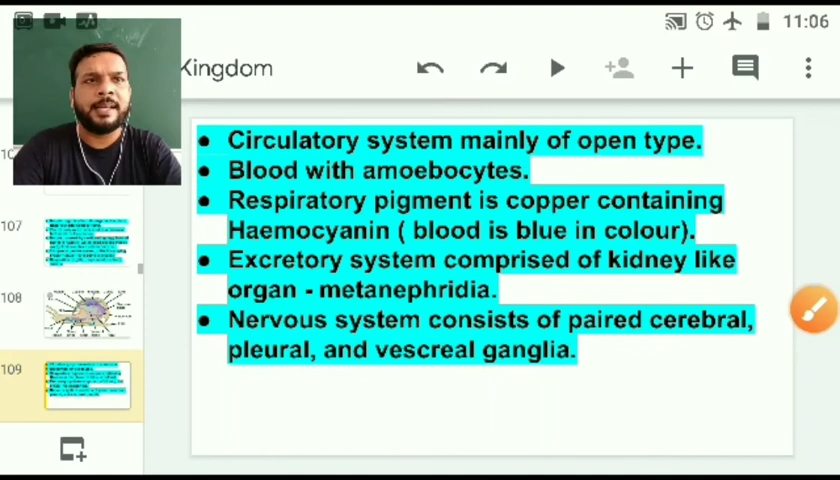 11:06
Kingdom
● Circulatory system mainly of open type.
● Blood with amoebocytes.
● Respiratory pigment is copper containing
Haemocyanin ( blood is blue in colour).
● Excretory system comprised of kidney like
organ - metanephridia.
● Nervous system consists of paired cerebral,
pleural, and vescreal ganglia.
107
108
109